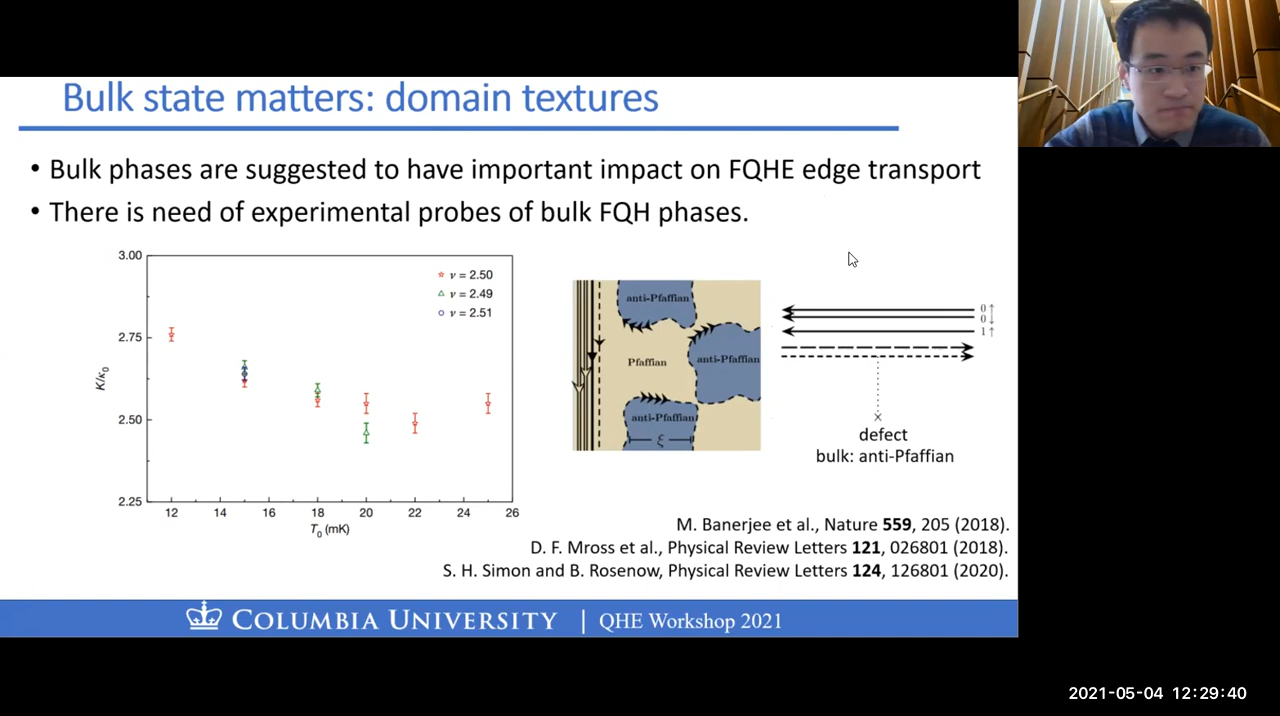 Bulk state matters: domain textures
• Bulk phases are suggested to have important impact on FQHE edge transport
• There is need of experimental probes of bulk FQH phases.
3.00
2.75
2.50
2.25
K/κ0
ν = 2.50
ν = 2.49
ν = 2.51
12 14 16 18 20 22 24 26
T0 (mK)
anti-Pfaffian
Pfaffian
anti-Pfaffian
anti-Pfaffian
ξ
0↑
0↓
1↑
defect
bulk: anti-Pfaffian
M. Banerjee et al., Nature 559, 205 (2018).
D. F. Mross et al., Physical Review Letters 121, 026801 (2018).
S. H. Simon and B. Rosenow, Physical Review Letters 124, 126801 (2020).
COLUMBIA UNIVERSITY | QHE Workshop 2021
2021-05-04 12:29:40